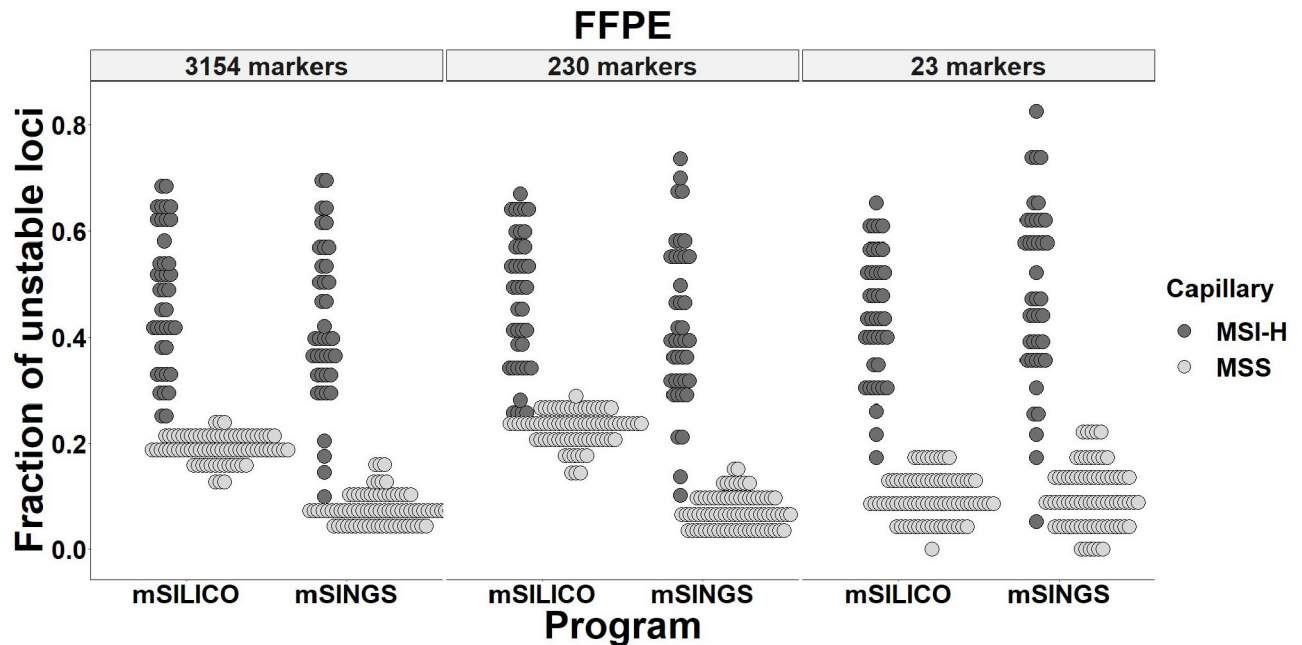 FFPE
3154 markers 230 markers 23 markers
Fraction of unstable loci
0.8
0.6
0.4
0.2
0.0
Capillary
MSI-H
MSS
mSILICO mSINGS mSILICO mSINGS mSILICO mSINGS
Program